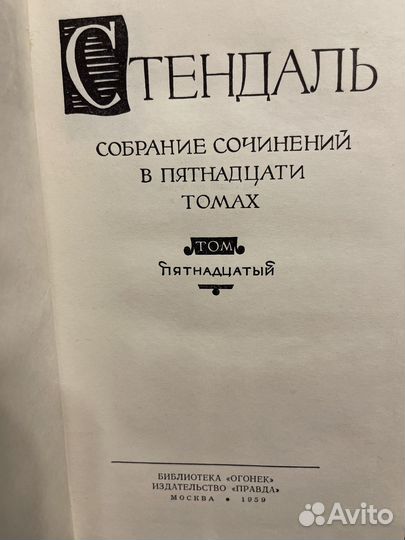 СТЕНДАЛЬ
СОБРАНИЕ СОЧИНЕНИЙ
В ПЯТНАДЦАТИ
ТОМАХ
ТОМ
ПЯТНАДЦАТЫЙ
БИБЛИОТЕКА «ОГОНЕК»
ИЗДАТЕЛЬСТВО «ПРАВДА»
МОСКВА • 1959
Avito